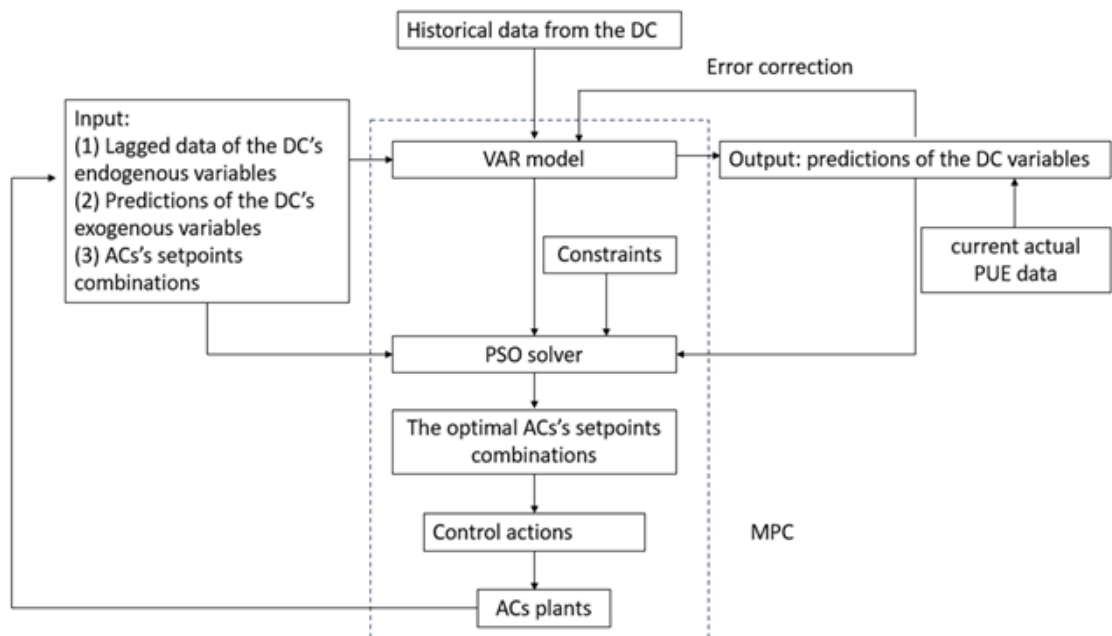 Historical data from the DC
Error correction
Input:
(1) Lagged data of the DC's
endogenous variables
(2) Predictions of the DC's
exogenous variables
(3) ACs's setpoints
combinations
VAR model
Output: predictions of the DC variables
Constraints
current actual
PUE data
PSO solver
The optimal ACs's setpoints
combinations
Control actions
MPC
ACs plants